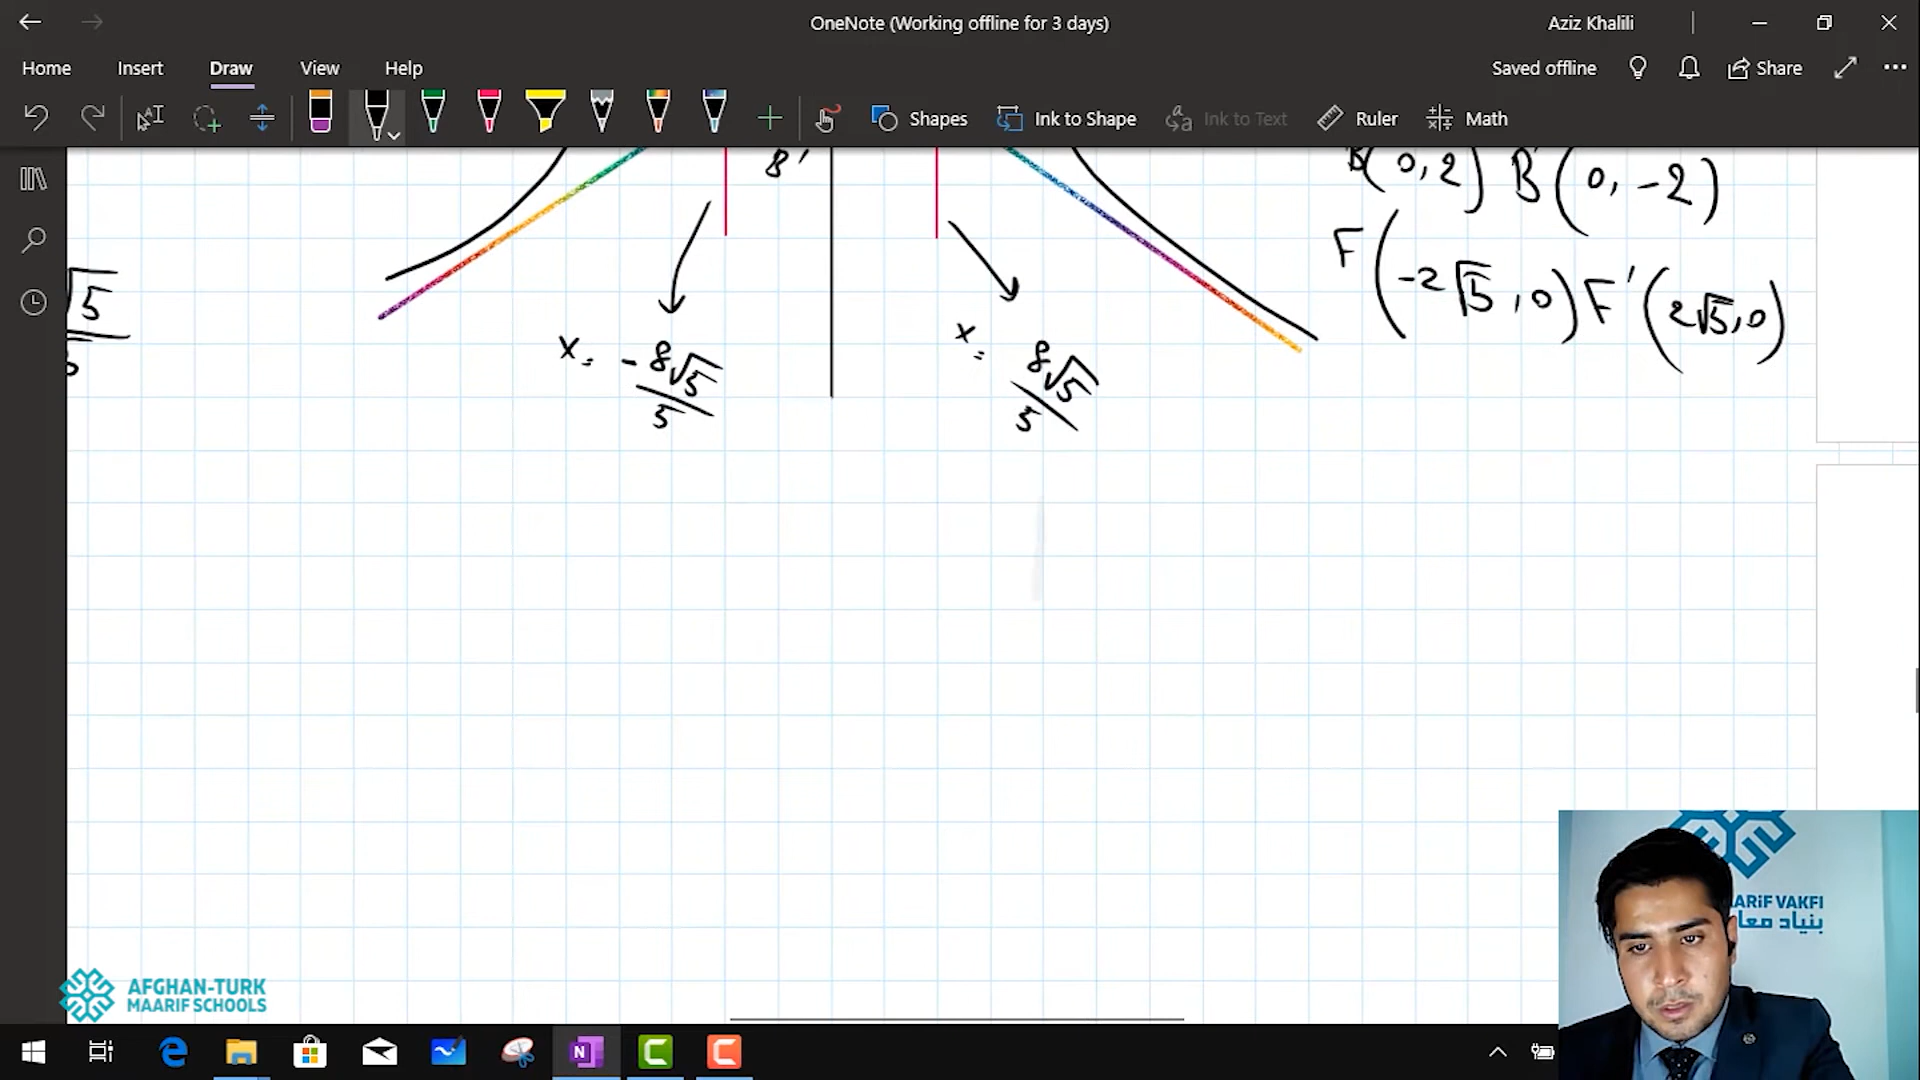 OneNote (Working offline for 3 days)
Aziz Khalili
Home Insert Draw View Help
Saved offline Share
Shapes Ink to Shape Ink to Text Ruler Math
B'
B(0, 2) B'(0, -2)
F(-2√5, 0) F'(2√5, 0)
√5
x = -8√5/5
x = 8√5/5
ARİF VAKFI
AFGHAN-TURK
MAARIF SCHOOLS